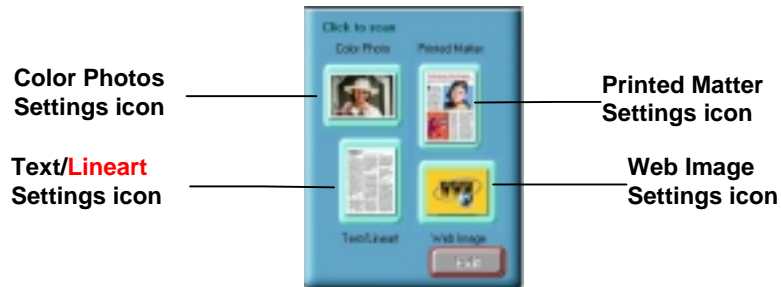 Click to scan
Color Photo Printed Matter
Color Photos
Settings icon
Printed Matter
Settings icon
Text/Lineart
Settings icon
Web Image
Settings icon
Text/Lineart Web Image
Exit